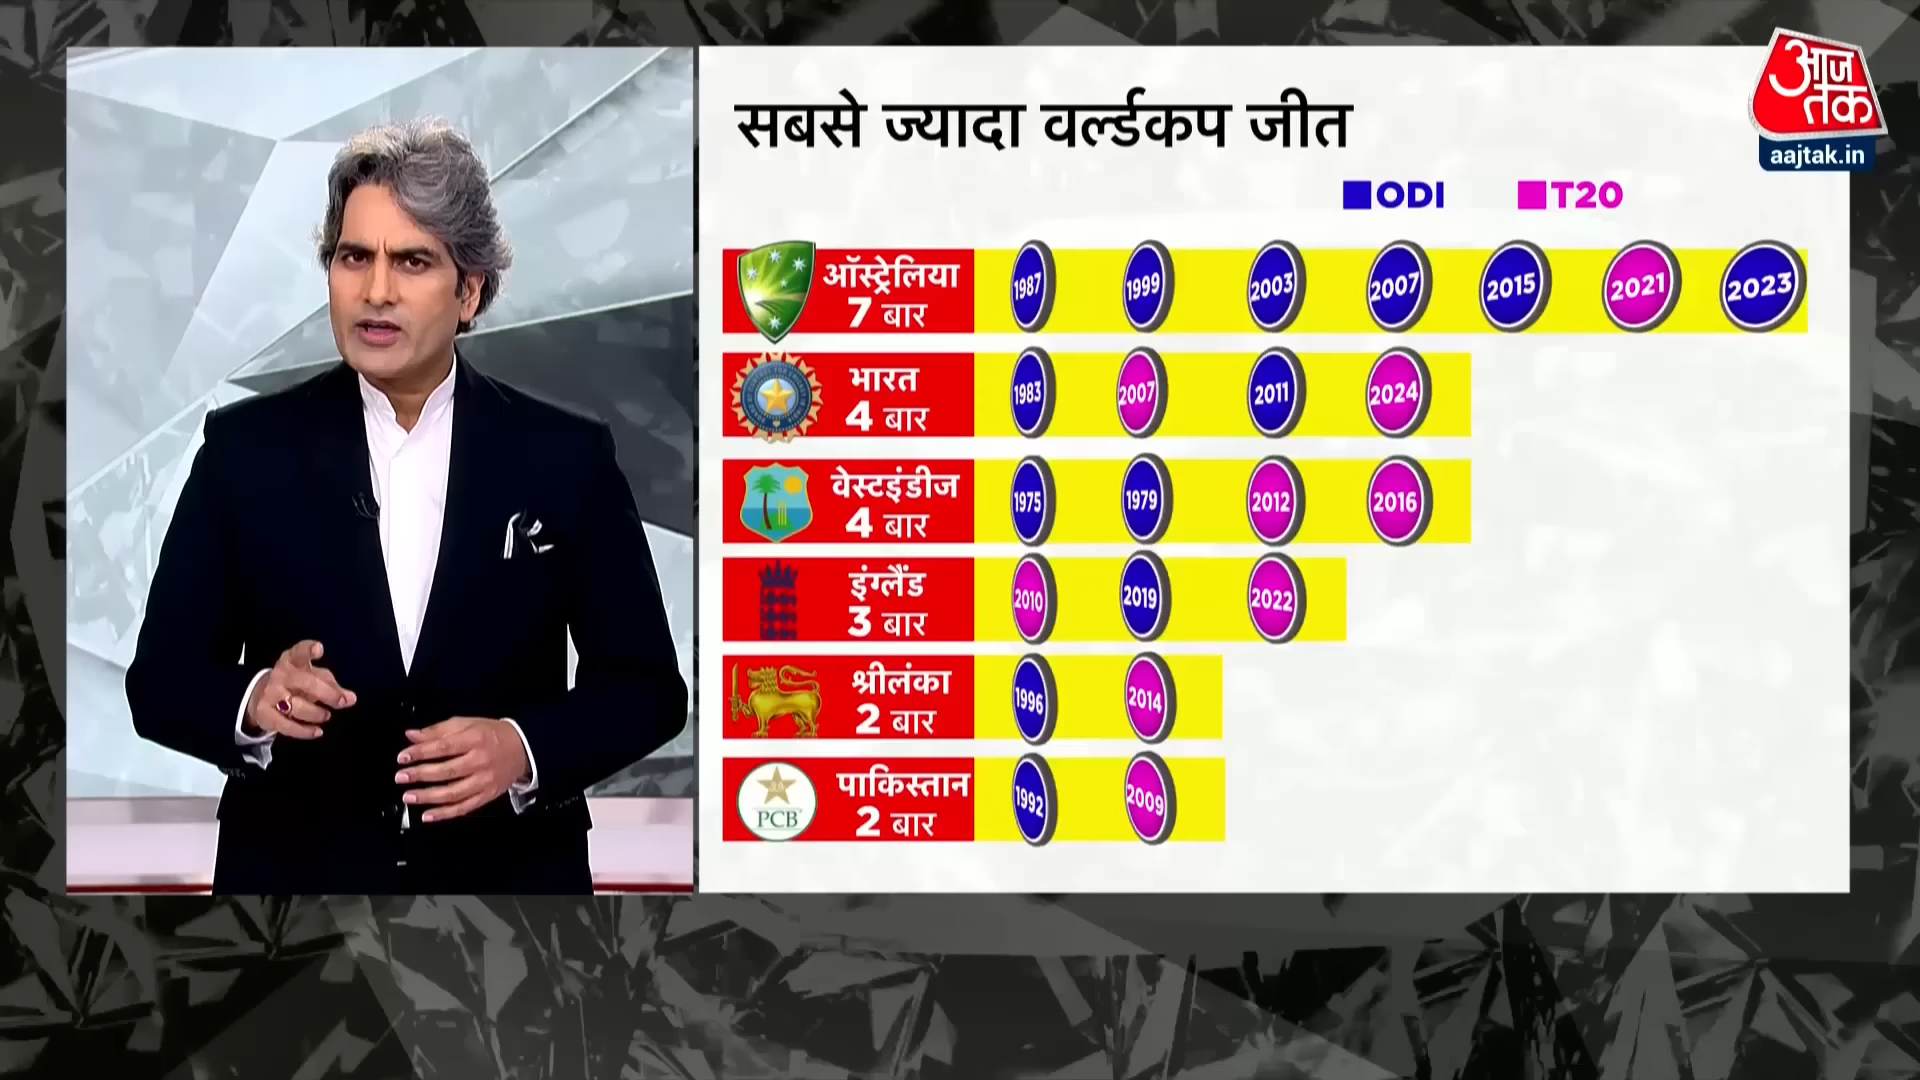 सबसे ज्यादा वर्ल्डकप जीत
आज
तक
aajtak.in
ODI T20
ऑस्ट्रेलिया
7 बार
1987 1999 2003 2007 2015 2021 2023
भारत
4 बार
1983 2007 2011 2024
वेस्टइंडीज
4 बार
1975 1979 2012 2016
इंग्लैंड
3 बार
2010 2019 2022
श्रीलंका
2 बार
1996 2014
PCB
पाकिस्तान
2 बार
1992 2009